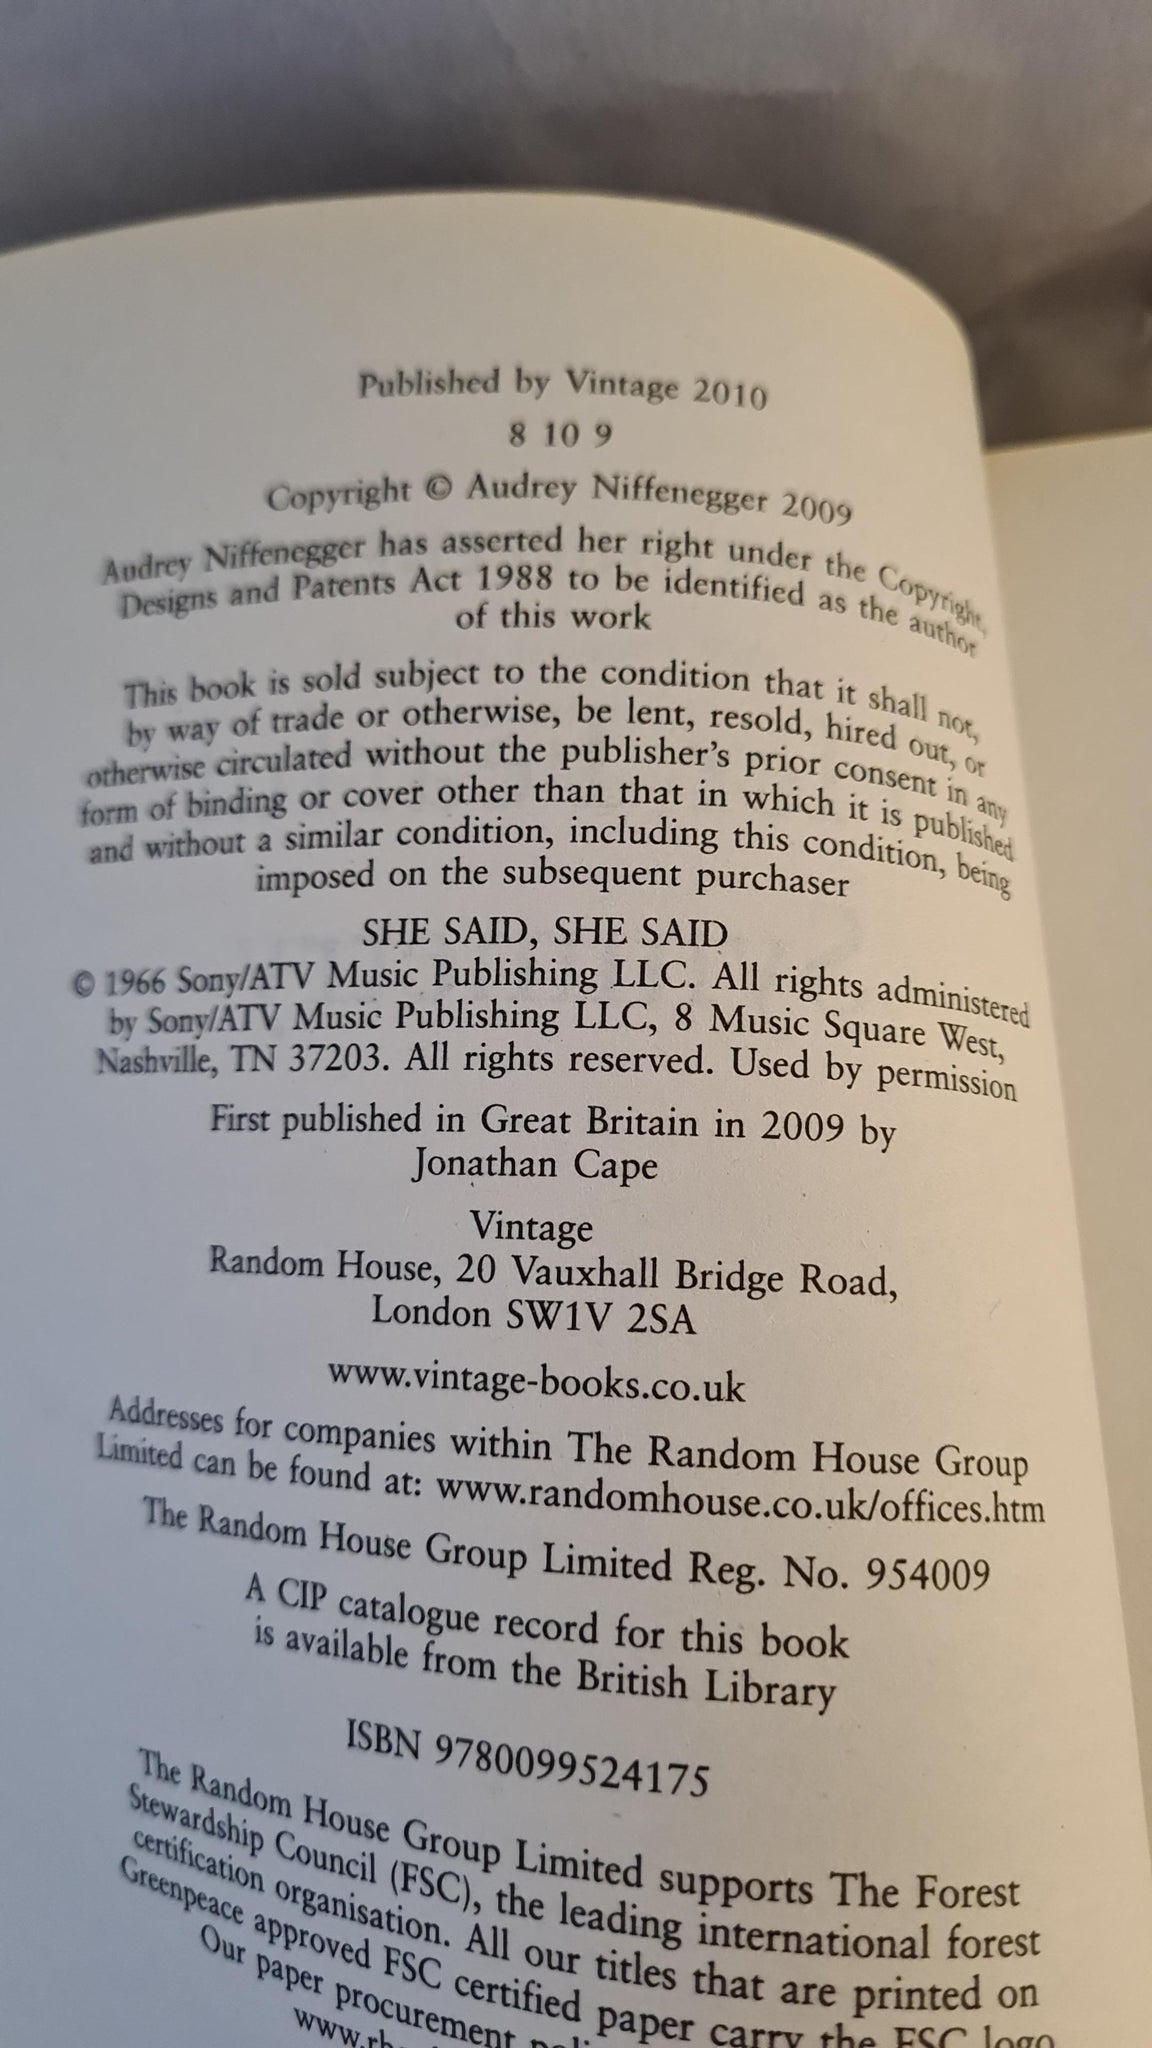 Published by Vintage 2010
8 10 9
Copyright © Audrey Niffenegger 2009
Audrey Niffenegger has asserted her right under the Copyright,
Designs and Patents Act 1988 to be identified as the author
of this work
This book is sold subject to the condition that it shall not,
by way of trade or otherwise, be lent, resold, hired out, or
otherwise circulated without the publisher's prior consent in any
form of binding or cover other than that in which it is published
and without a similar condition, including this condition, being
imposed on the subsequent purchaser
SHE SAID, SHE SAID
© 1966 Sony/ATV Music Publishing LLC. All rights administered
by Sony/ATV Music Publishing LLC, 8 Music Square West,
Nashville, TN 37203. All rights reserved. Used by permission
First published in Great Britain in 2009 by
Jonathan Cape
Vintage
Random House, 20 Vauxhall Bridge Road,
London SW1V 2SA
www.vintage-books.co.uk
Addresses for companies within The Random House Group
Limited can be found at: www.randomhouse.co.uk/offices.htm
The Random House Group Limited Reg. No. 954009
A CIP catalogue record for this book
is available from the British Library
ISBN 9780099524175
The Random House Group Limited supports The Forest
Stewardship Council (FSC), the leading international forest
certification organisation. All our titles that are printed on
Greenpeace approved FSC certified paper carry the FSC logo
Our paper procurement